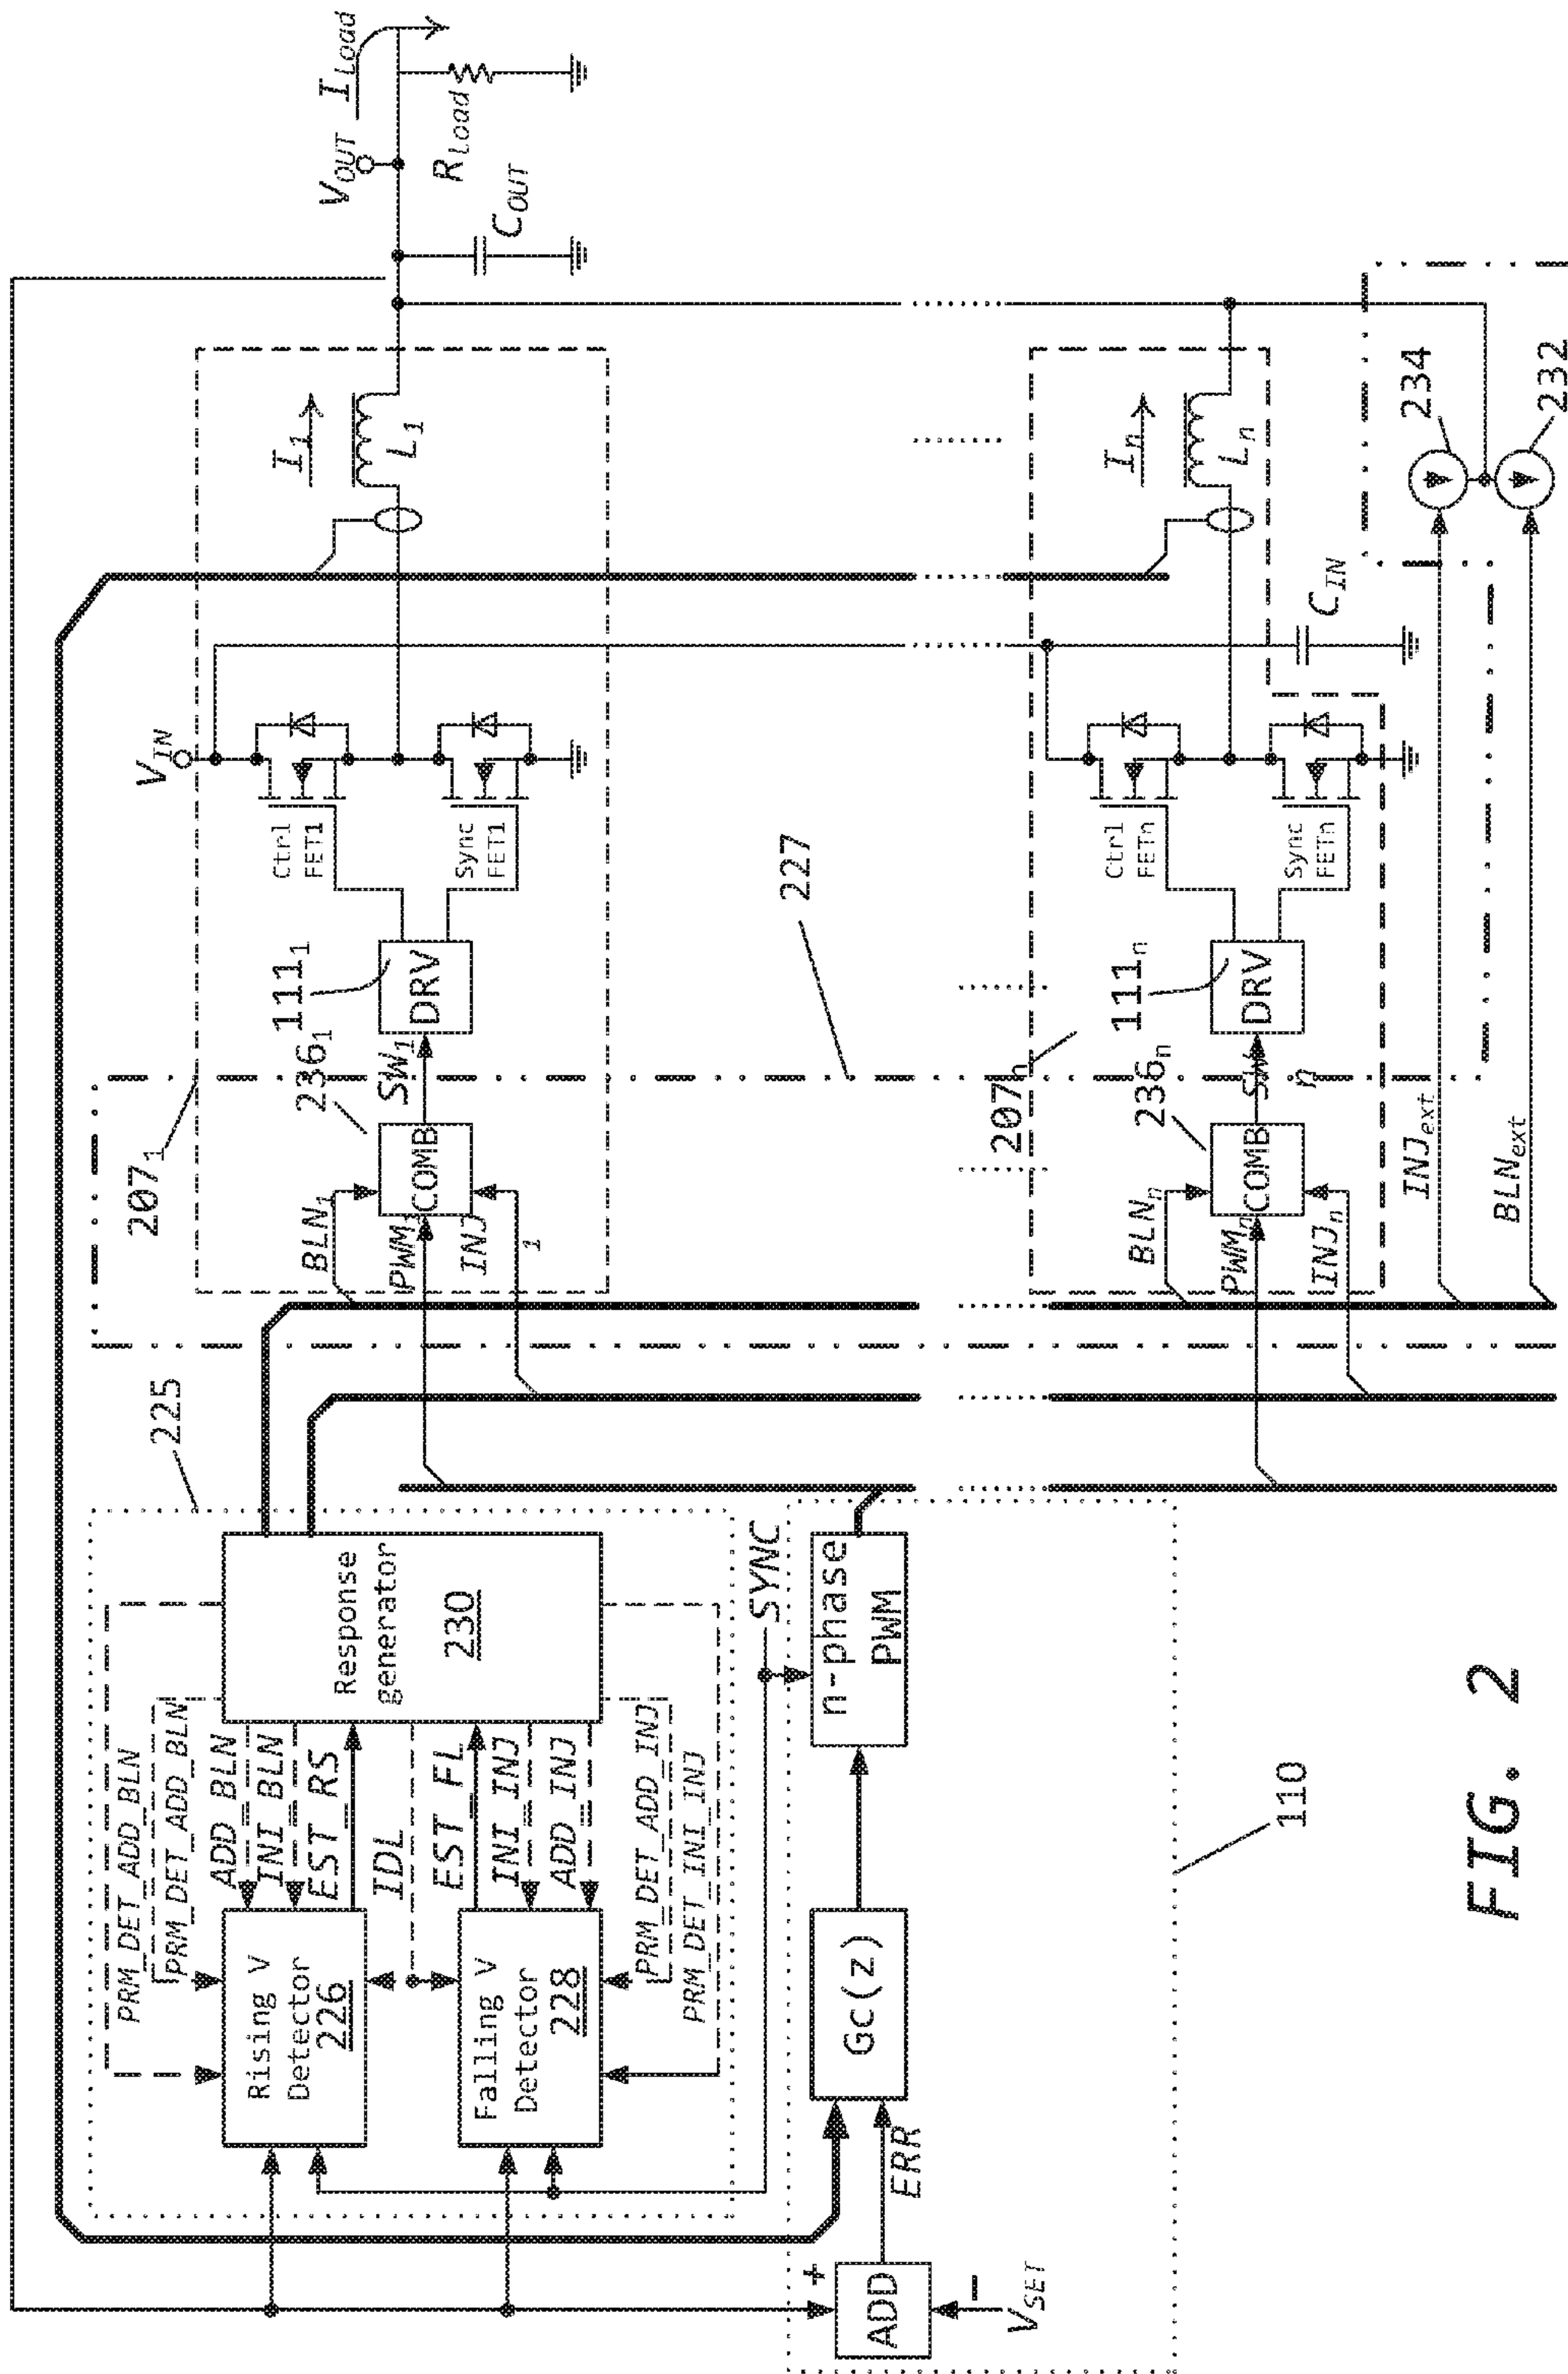 225
PRM_DET_ADD_BLN
PRM_DET_ADD_BLN
ADD_BLN
INI_BLN
EST_RS
IDL
EST_FL
INI_INJ
ADD_INJ
PRM_DET_ADD_INJ
PRM_DET_INI_INJ
Rising V
Detector
226
Falling V
Detector
228
Response
generator
230
SYNC
ADD
+
−
V_SET
ERR
Gc(z)
n-phase
PWM
110
207_1
BLN_1
PWM_1
INJ
1
COMB
236_1
SW_1
111_1
DRV
Ctrl
FET1
Sync
FET1
V_IN
I_1
L_1
V_OUT
I_Load
R_Load
C_OUT
227
207_n
BLN_n
PWM_n
INJ_n
COMB
236_n
SW
n
111_n
DRV
Ctrl
FETn
Sync
FETn
C_IN
I_n
L_n
INJ_ext
BLN_ext
234
232
FIG. 2